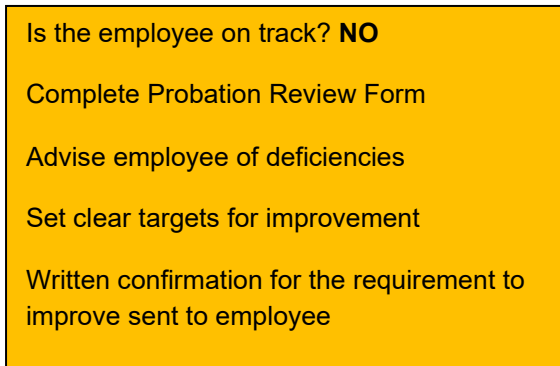 Is the employee on track? NO
Complete Probation Review Form
Advise employee of deficiencies
Set clear targets for improvement
Written confirmation for the requirement to
improve sent to employee